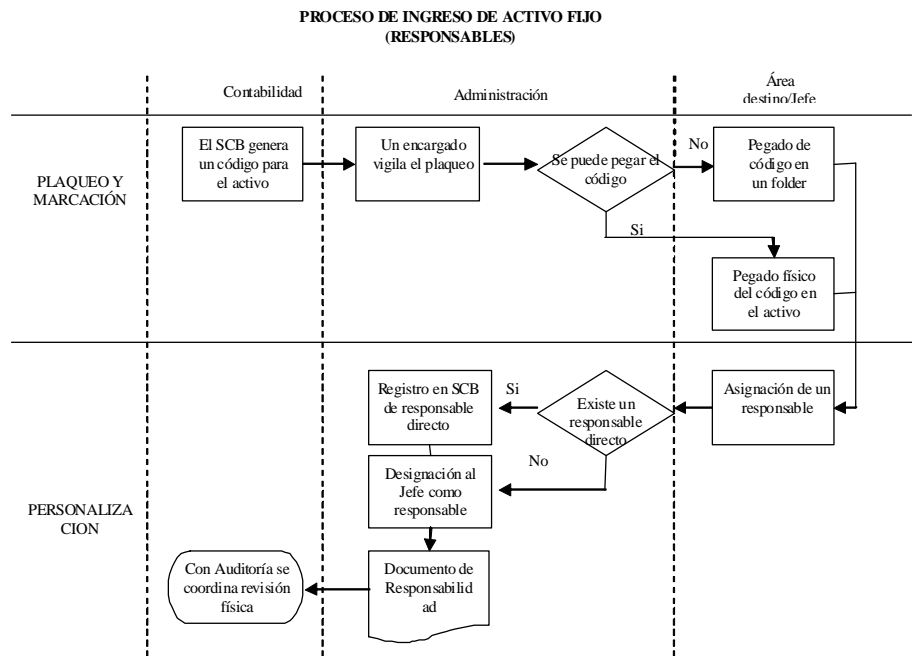 PROCESO DE INGRESO DE ACTIVO FIJO
(RESPONSABLES)
Contabilidad
Administración
Área
destino/Jefe
PLAQUEO Y
MARCACIÓN
El SCB genera
un código para
el activo
Un encargado
vigila el plaqueo
Se puede pegar el
código
No
Pegado de
código en
un folder
Si
Pegado físico
del código en
el activo
PERSONALIZA
CION
Asignación de un
responsable
Existe un
responsable
directo
Si
Registro en SCB
de responsable
directo
No
Designación al
Jefe como
responsable
Documento de
Responsabilid
ad
Con Auditoría se
coordina revisión
física